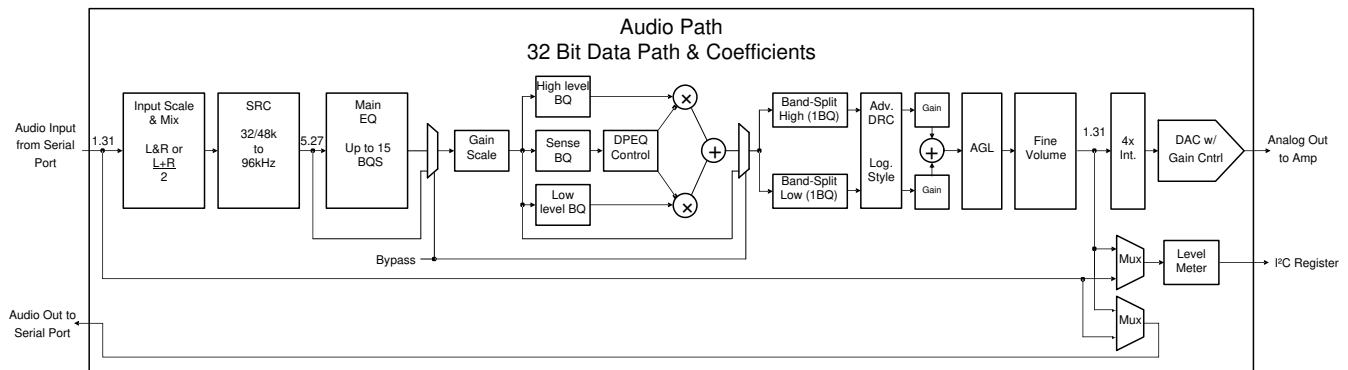 Audio Path
32 Bit Data Path & Coefficients
Audio Input
from Serial
Port
1.31
Input Scale
& Mix
L&R or
L+R
2
SRC
32/48k
to
96kHz
5.27
Main
EQ
Up to 15
BQS
Gain
Scale
High level
BQ
Sense
BQ
Low
level BQ
DPEQ
Control
×
+
×
Band-Split
High (1BQ)
Band-Split
Low (1BQ)
Adv.
DRC
Log.
Style
Gain
+
Gain
AGL
Fine
Volume
1.31
4x
Int.
DAC w/
Gain Cntrl
Analog Out
to Amp
Bypass
Mux
Level
Meter
I²C Register
Audio Out to
Serial Port
Mux